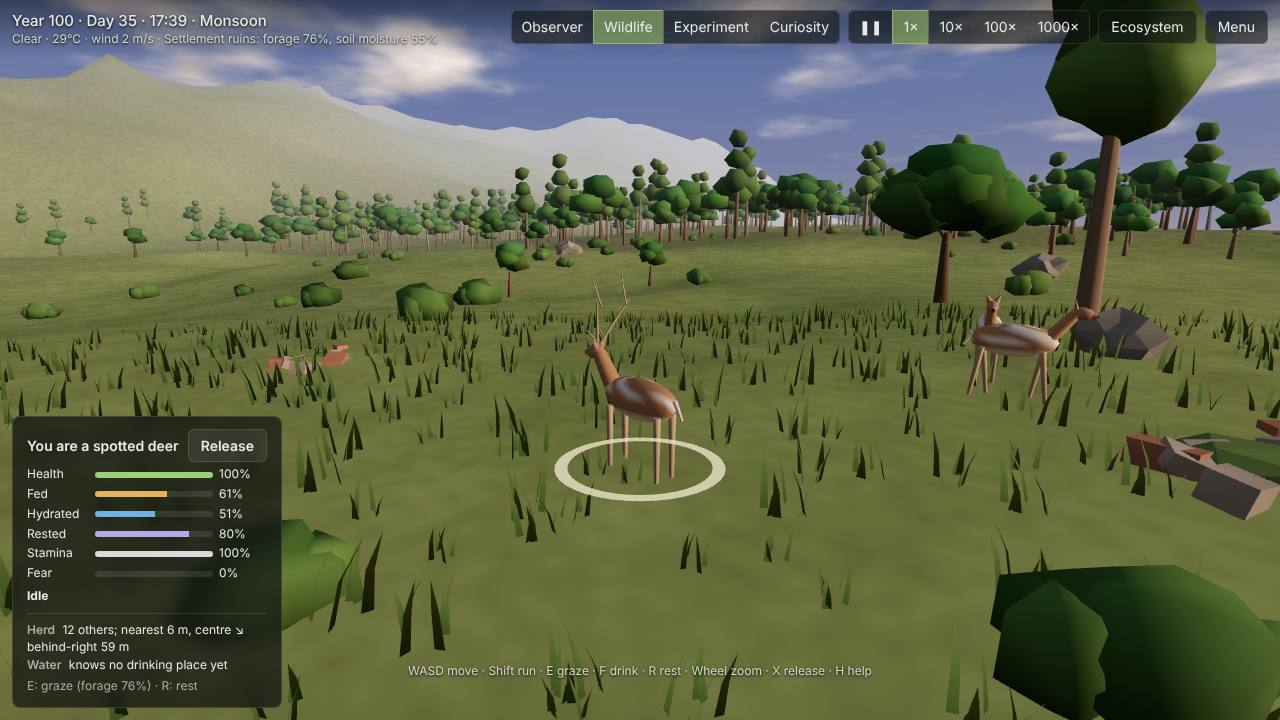 Year 100 · Day 35 · 17:39 · Monsoon
Clear · 29°C · wind 2 m/s · Settlement ruins: forage 76%, soil moisture 55%
Observer Wildlife Experiment Curiosity ❚❚ 1× 10× 100× 1000× Ecosystem Menu
You are a spotted deer Release
Health 100%
Fed 61%
Hydrated 51%
Rested 80%
Stamina 100%
Fear 0%
Idle
Herd 12 others; nearest 6 m, centre ↘
behind-right 59 m
Water knows no drinking place yet
E: graze (forage 76%) · R: rest
WASD move · Shift run · E graze · F drink · R rest · Wheel zoom · X release · H help